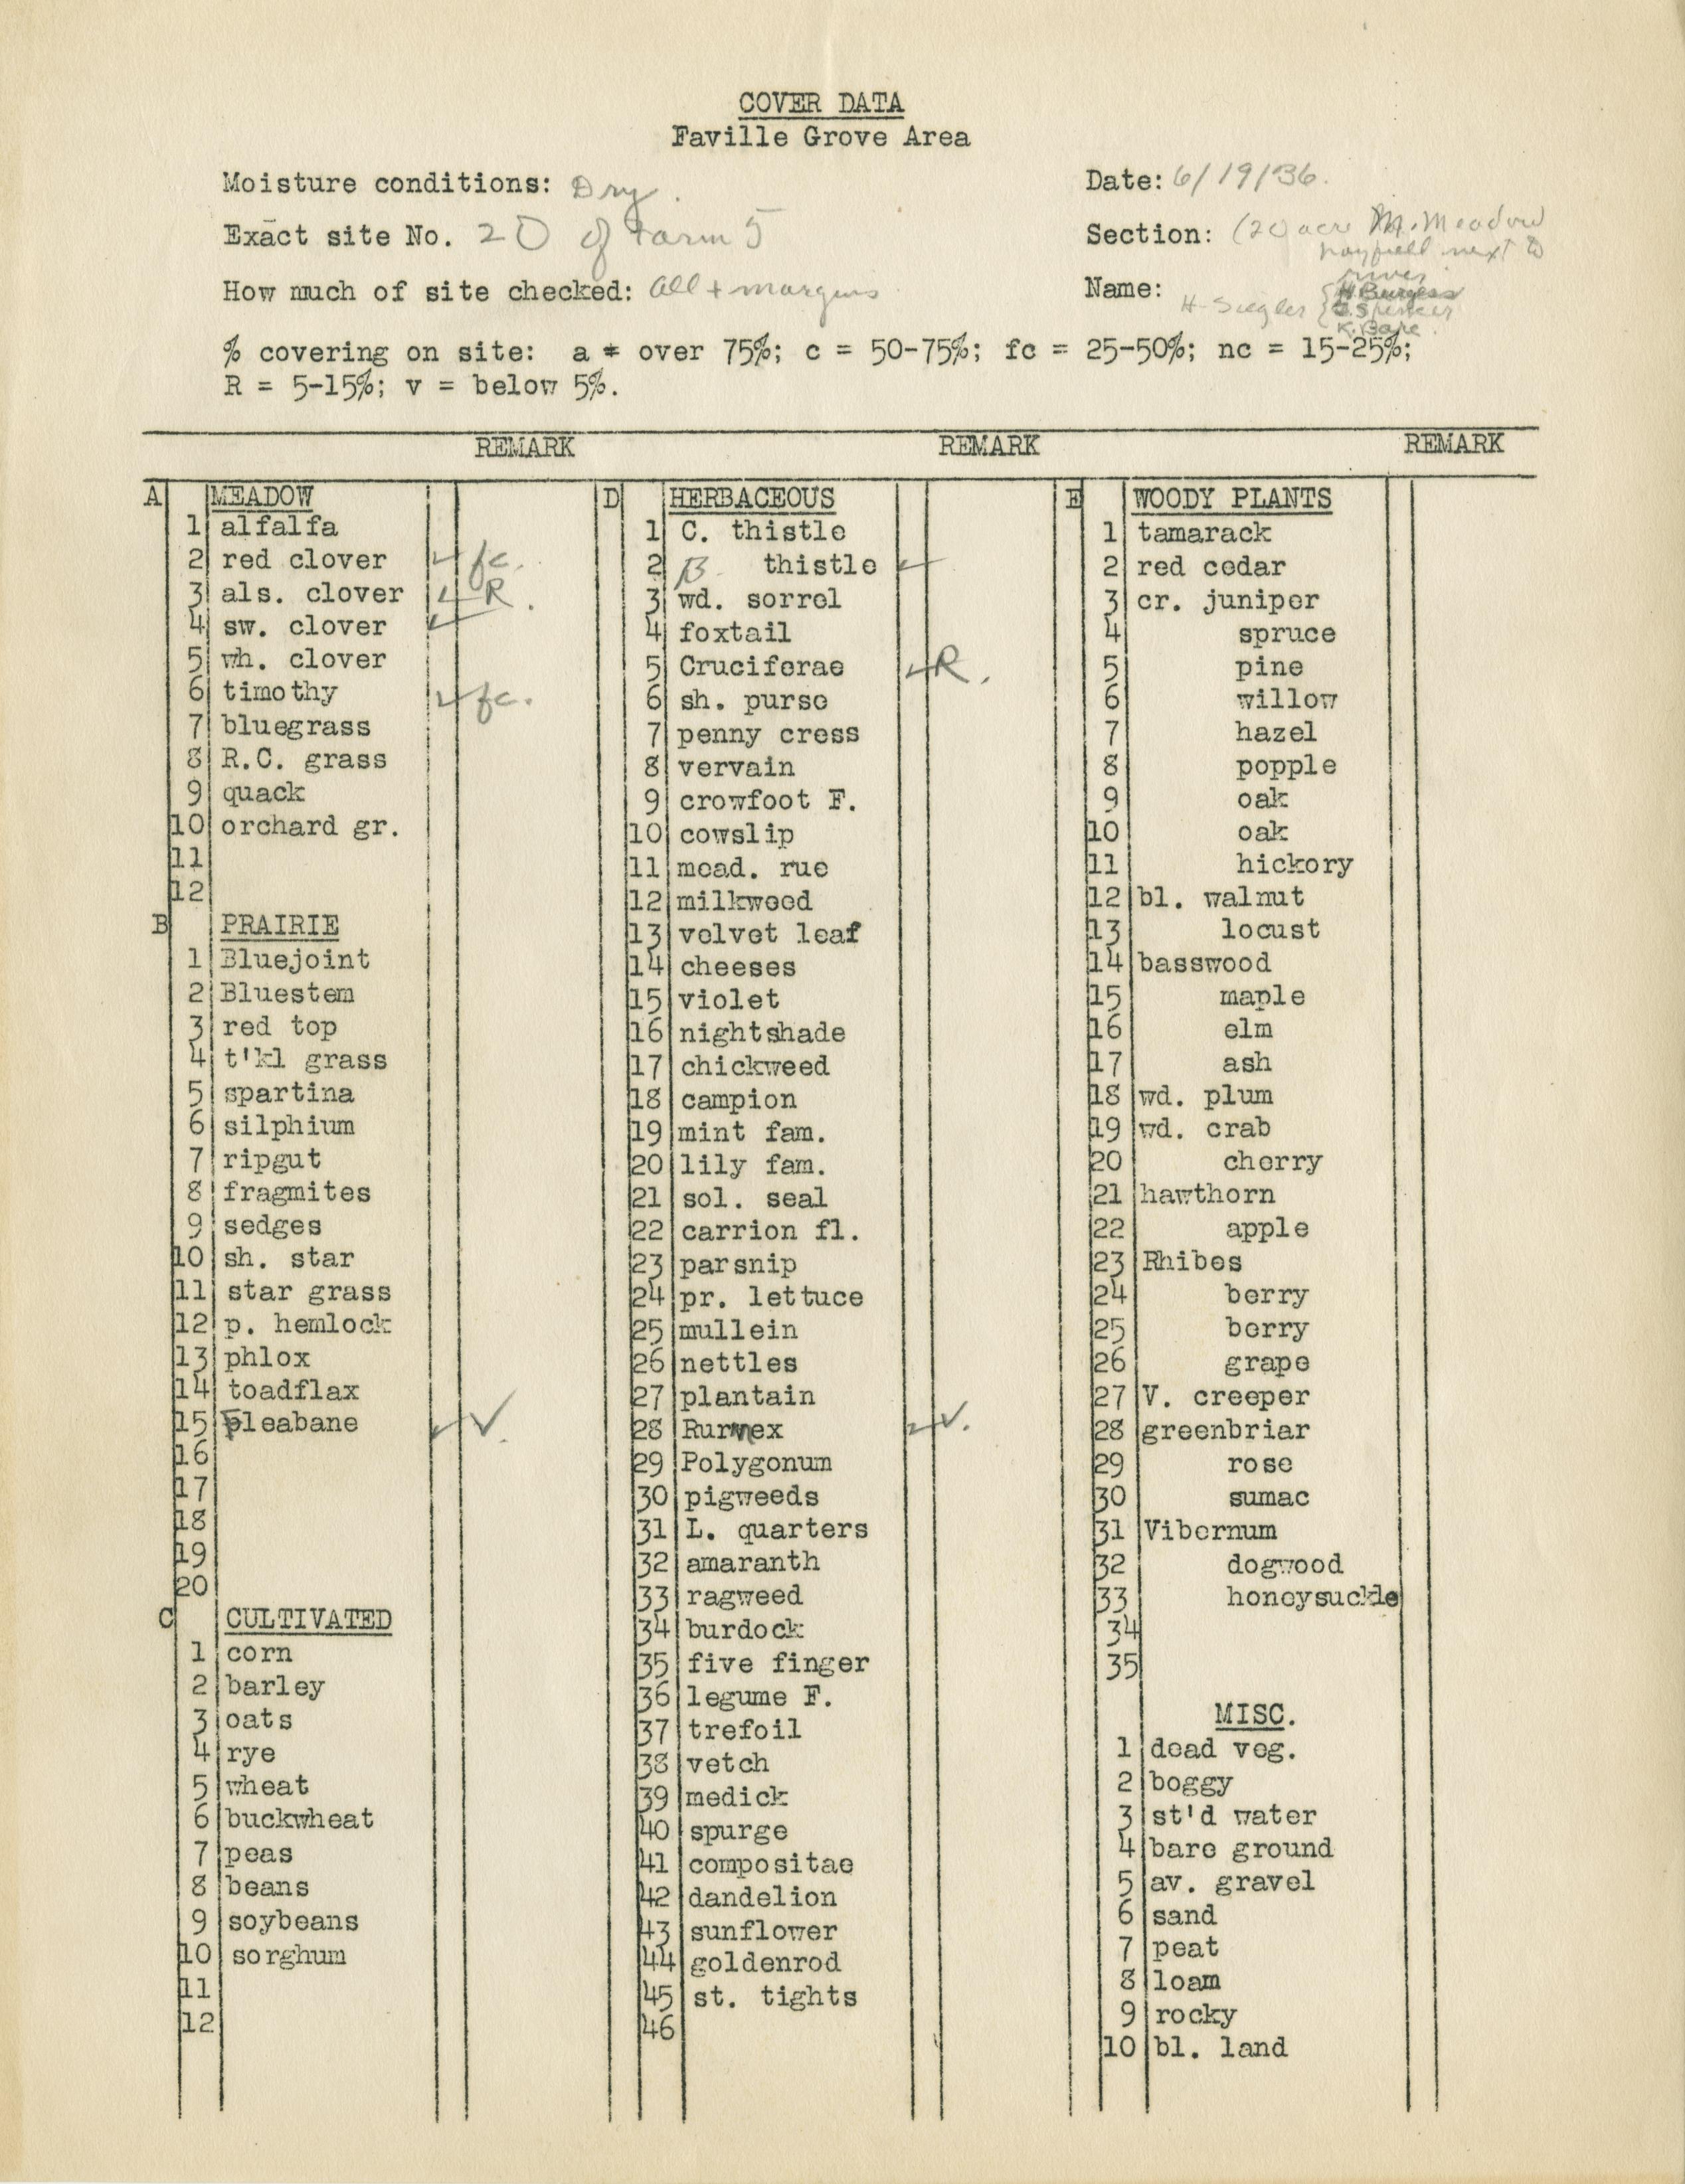 COVER DATA
Faville Grove Area
Moisture conditions: Dry.
Date: 6/19/36.
Exact site No. 20 of Farm 5
Section: (20 acre M. Meadow
hayfield next to
river
How much of site checked: All + margins
Name: H. Siegler { H Burgess
Spencer
K. Bare.
% covering on site: a = over 75%; c = 50-75%; fc = 25-50%; nc = 15-25%;
R = 5-15%; v = below 5%.
REMARK REMARK REMARK
A MEADOW
1 alfalfa
2 red clover ✓ fc.
3 als. clover ✓ R.
4 sw. clover ✓
5 wh. clover
6 timothy ✓ fc.
7 bluegrass
8 R.C. grass
9 quack
10 orchard gr.
11
12
B PRAIRIE
1 Bluejoint
2 Bluestem
3 red top
4 t'kl grass
5 spartina
6 silphium
7 ripgut
8 fragmites
9 sedges
10 sh. star
11 star grass
12 p. hemlock
13 phlox
14 toadflax
15 Fleabane ✓ V.
16
17
18
19
20
C CULTIVATED
1 corn
2 barley
3 oats
4 rye
5 wheat
6 buckwheat
7 peas
8 beans
9 soybeans
10 sorghum
11
12
D HERBACEOUS
1 C. thistle
2 B. thistle ✓
3 wd. sorrel
4 foxtail
5 Cruciferae ✓ R.
6 sh. purse
7 penny cress
8 vervain
9 crowfoot F.
10 cowslip
11 mead. rue
12 milkweed
13 velvet leaf
14 cheeses
15 violet
16 nightshade
17 chickweed
18 campion
19 mint fam.
20 lily fam.
21 sol. seal
22 carrion fl.
23 parsnip
24 pr. lettuce
25 mullein
26 nettles
27 plantain
28 Rumex ✓ V.
29 Polygonum
30 pigweeds
31 L. quarters
32 amaranth
33 ragweed
34 burdock
35 five finger
36 legume F.
37 trefoil
38 vetch
39 medick
40 spurge
41 compositae
42 dandelion
43 sunflower
44 goldenrod
45 st. tights
46
E WOODY PLANTS
1 tamarack
2 red cedar
3 cr. juniper
4 spruce
5 pine
6 willow
7 hazel
8 popple
9 oak
10 oak
11 hickory
12 bl. walnut
13 locust
14 basswood
15 maple
16 elm
17 ash
18 wd. plum
19 wd. crab
20 cherry
21 hawthorn
22 apple
23 Rhibes
24 berry
25 berry
26 grape
27 V. creeper
28 greenbriar
29 rose
30 sumac
31 Vibernum
32 dogwood
33 honeysuckle
34
35
MISC.
1 dead veg.
2 boggy
3 st'd water
4 bare ground
5 av. gravel
6 sand
7 peat
8 loam
9 rocky
10 bl. land